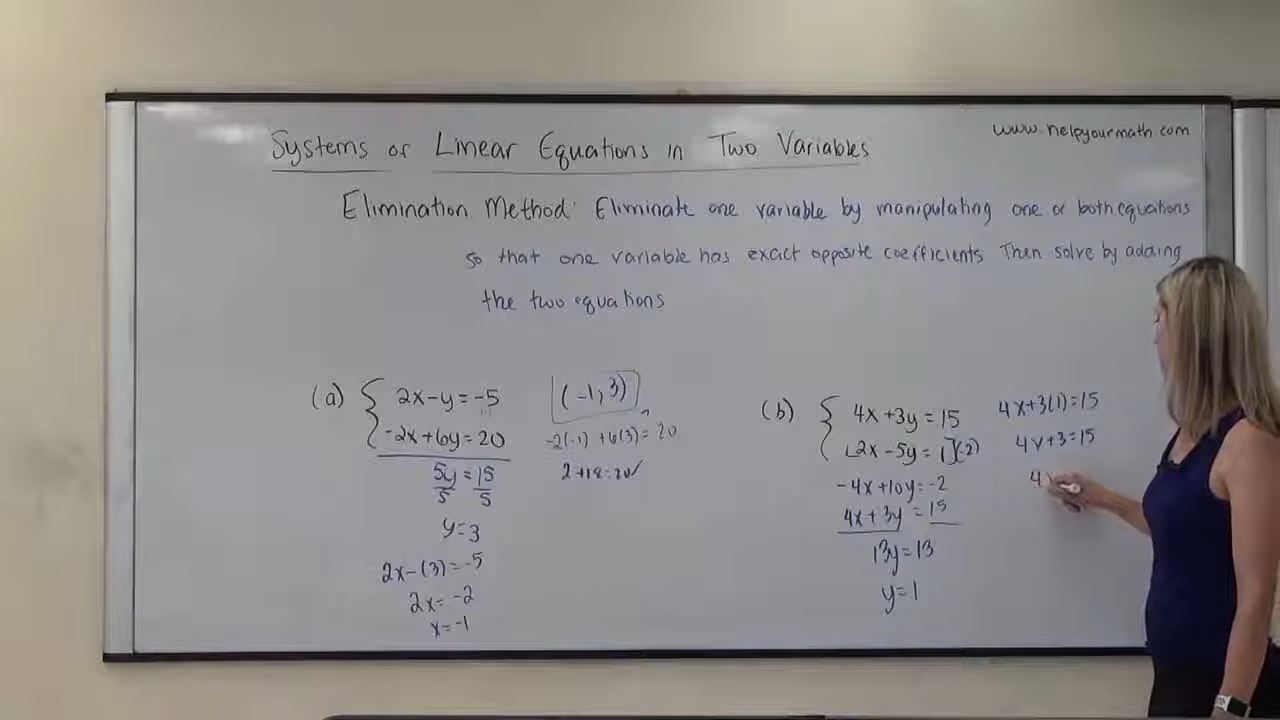 Systems of Linear Equations in Two Variables
www.helpyourmath.com
Elimination Method: Eliminate one variable by manipulating one or both equations
so that one variable has exact opposite coefficients Then solve by adding
the two equations
(a) { 2x-y=-5
-2x+6y=20
5y=15
5 5
y=3
2x-(3)=-5
2x=-2
x=-1
(-1,3)
-2(-1)+6(3)=20
?
2+18=20✓
(b) { 4x+3y=15
[2x-5y=1](-2)
-4x+10y=-2
4x+3y=15
13y=13
y=1
4x+3(1)=15
4x+3=15
4x